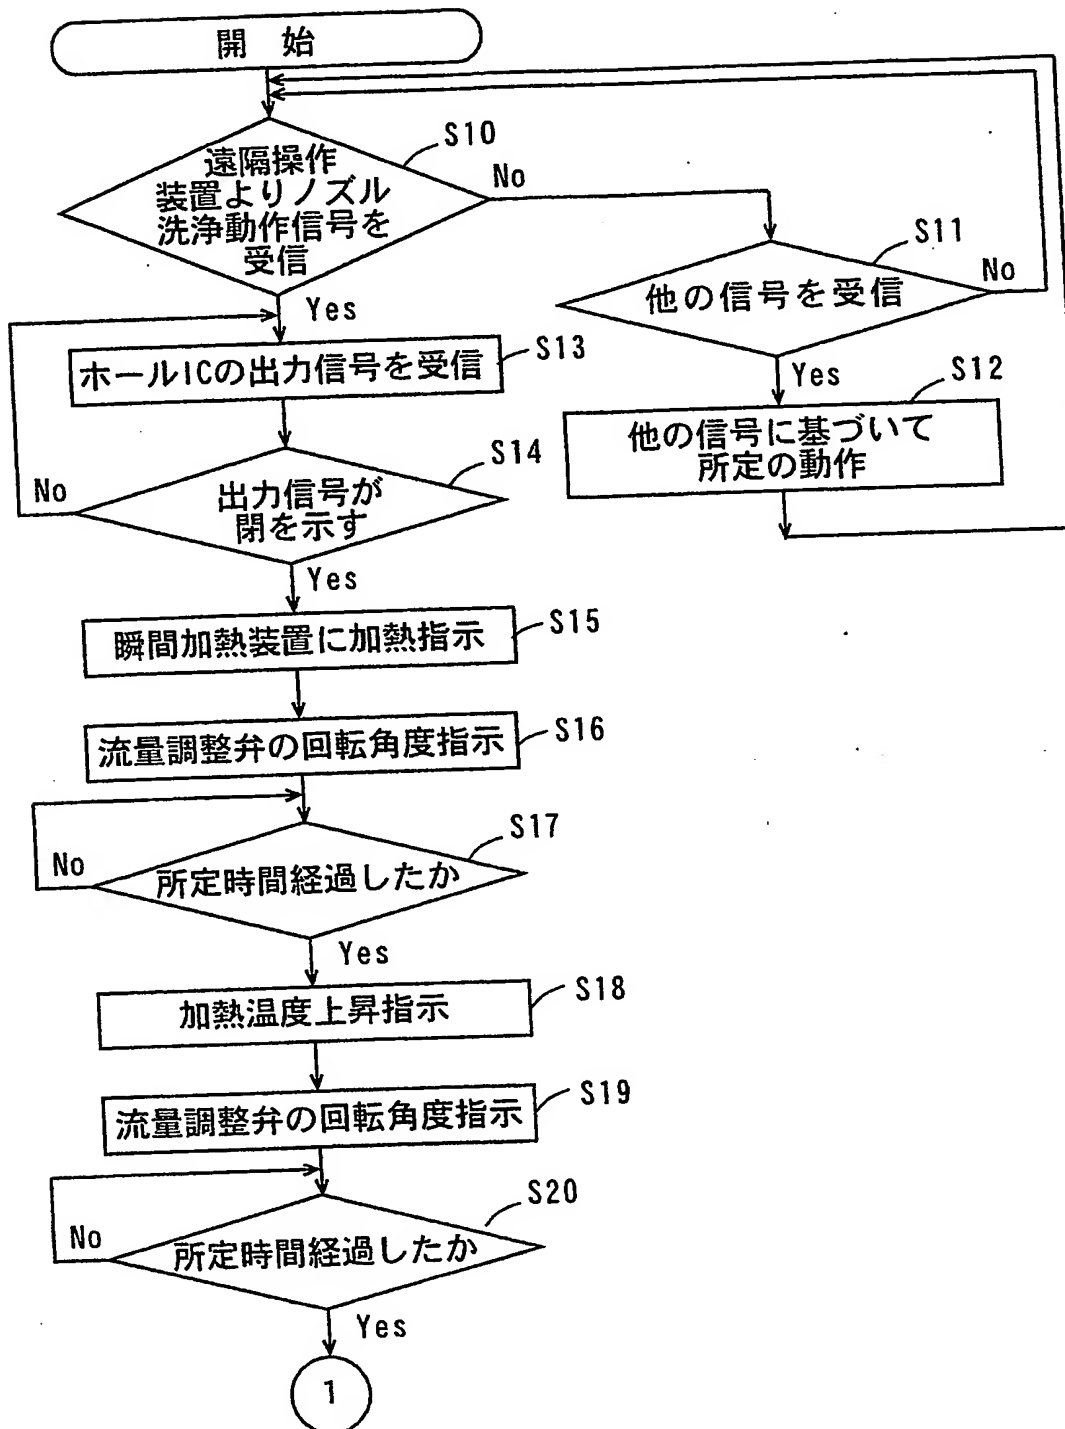 開 始
S10
遠隔操作
装置よりノズル
洗浄動作信号を
受信
No
Yes
S11
他の信号を受信
No
Yes
S12
他の信号に基づいて
所定の動作
S13
ホールICの出力信号を受信
S14
出力信号が
閉を示す
No
Yes
S15
瞬間加熱装置に加熱指示
S16
流量調整弁の回転角度指示
S17
所定時間経過したか
No
Yes
S18
加熱温度上昇指示
S19
流量調整弁の回転角度指示
S20
所定時間経過したか
No
Yes
1